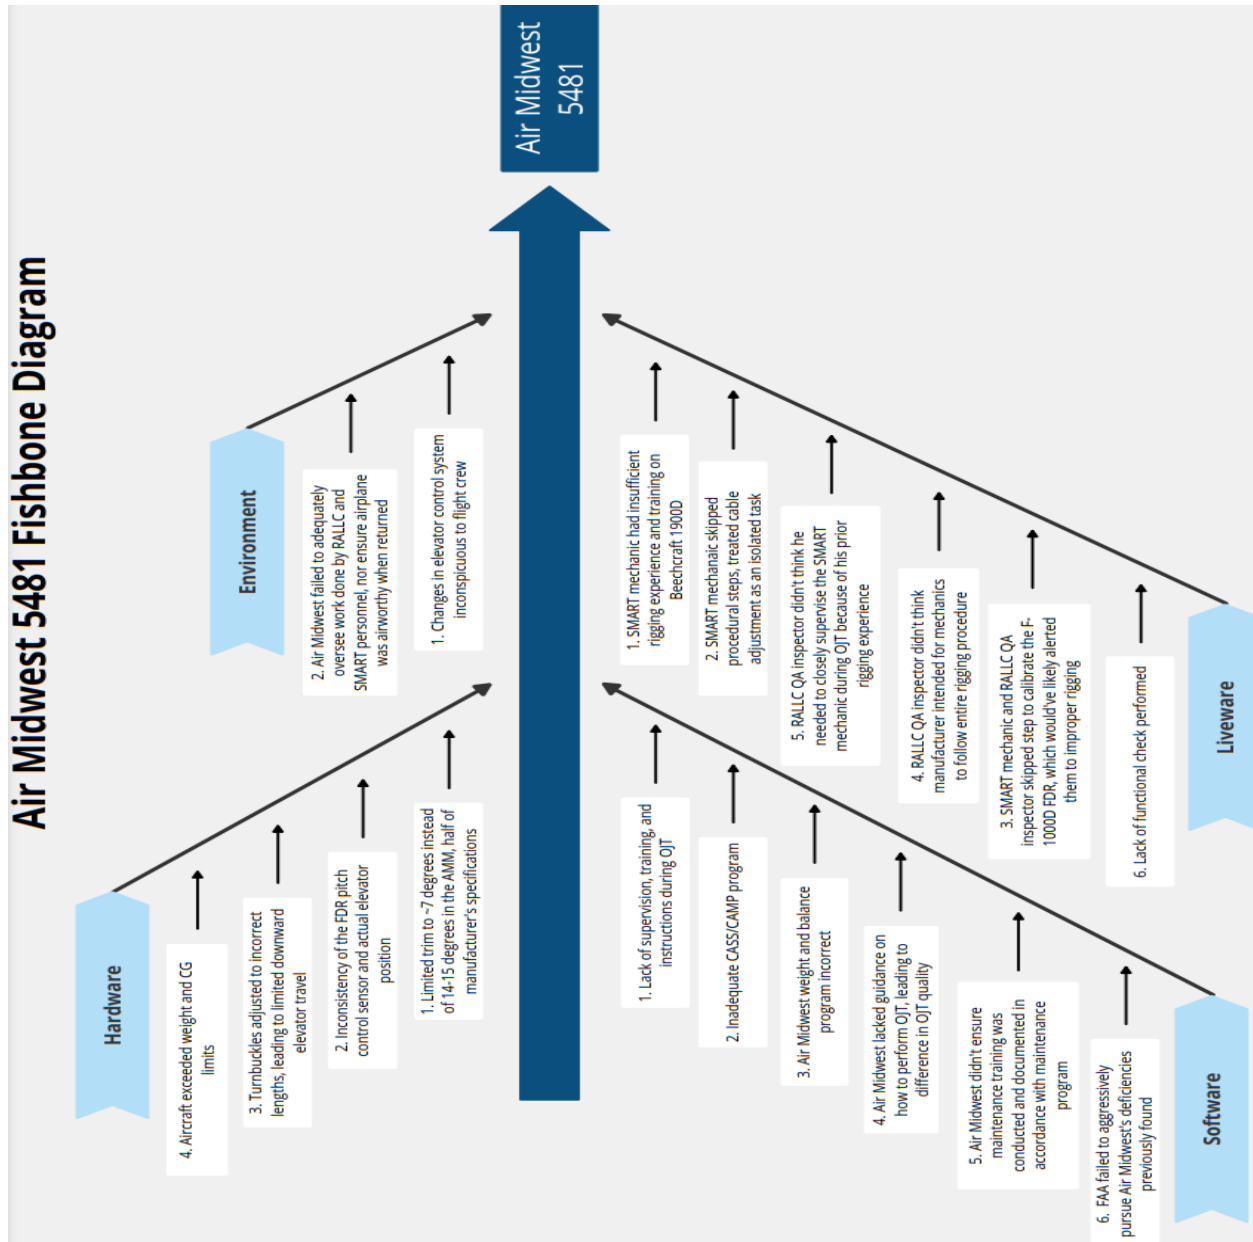 Air Midwest 5481 Fishbone Diagram
Hardware
4. Aircraft exceeded weight and CG
limits
3. Turnbuckles adjusted to incorrect
lengths, leading to limited downward
elevator travel
2. Inconsistency of the FDR pitch
control sensor and actual elevator
position
1. Limited trim to ~7 degrees instead
of 14-15 degrees in the AMM, half of
manufacturer's specifications
Environment
2. Air Midwest failed to adequately
oversee work done by RALLC and
SMART personnel, nor ensure airplane
was airworthy when returned
1. Changes in elevator control system
inconspicuous to flight crew
Air Midwest
5481
1. Lack of supervision, training, and
instructions during OJT
2. Inadequate CASS/CAMP program
3. Air Midwest weight and balance
program incorrect
4. Air Midwest lacked guidance on
how to perform OJT, leading to
difference in OJT quality
5. Air Midwest didn't ensure
maintenance training was
conducted and documented in
accordance with maintenance
program
6. FAA failed to aggressively
pursue Air Midwest's deficiencies
previously found
Software
1. SMART mechanic had insufficient
rigging experience and training on
Beechcraft 1900D
2. SMART mechanaic skipped
procedural steps, treated cable
adjustment as an isolated task
5. RALLC QA inspector didn't think he
needed to closely supervise the SMART
mechanic during OJT because of his prior
rigging experience
4. RALLC QA inspector didn't think
manufacturer intended for mechanics
to follow entire rigging procedure
3. SMART mechanic and RALLC QA
inspector skipped step to calibrate the F-
1000D FDR, which would've likely alerted
them to improper rigging
6. Lack of functional check performed
Liveware